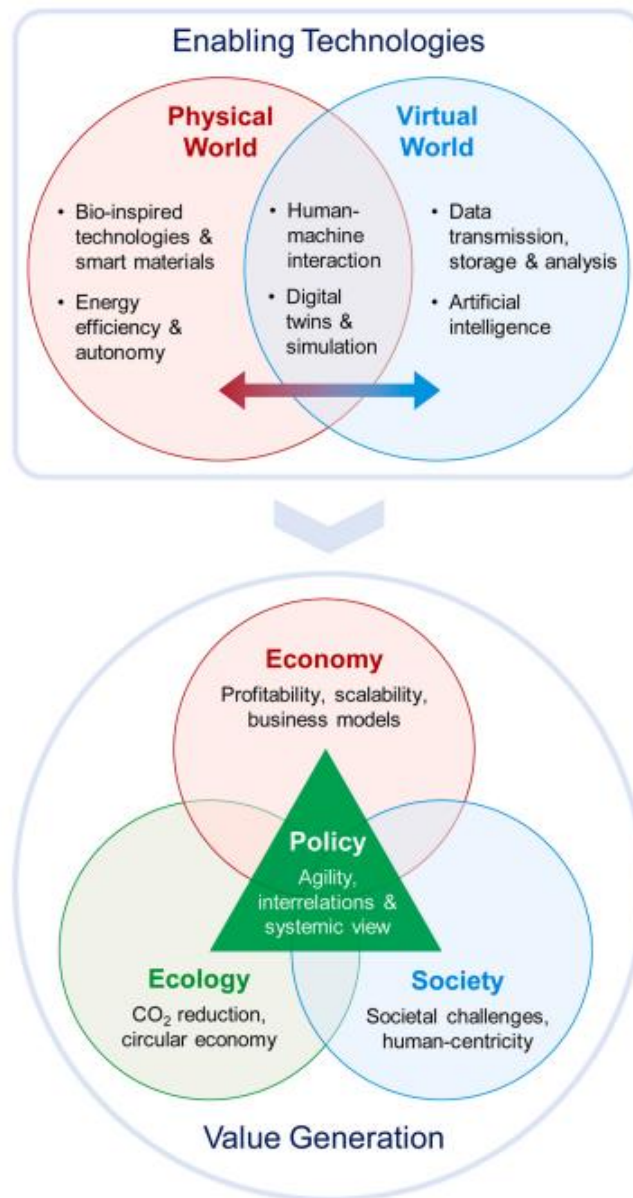 Enabling Technologies
Physical
World
• Bio-inspired
technologies &
smart materials
• Energy
efficiency &
autonomy
• Human-
machine
interaction
• Digital
twins &
simulation
Virtual
World
• Data
transmission,
storage & analysis
• Artificial
intelligence
Economy
Profitability, scalability,
business models
Policy
Agility,
interrelations &
systemic view
Ecology
CO₂ reduction,
circular economy
Society
Societal challenges,
human-centricity
Value Generation